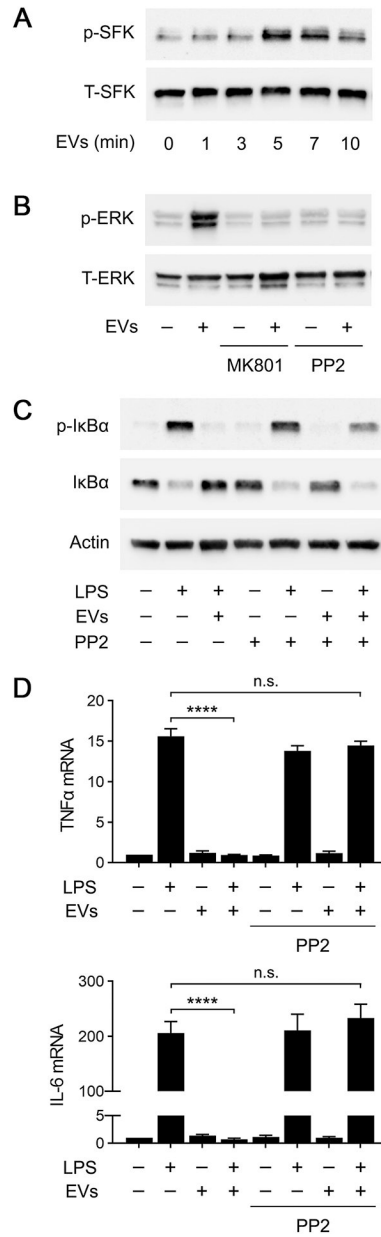 A
p-SFK
T-SFK
EVs (min) 0 1 3 5 7 10
B
p-ERK
T-ERK
EVs – + – + – +
MK801 PP2
C
p-IκBα
IκBα
Actin
LPS – + + – + – +
EVs – – + – – + +
PP2 – – – + + + +
D
n.s.
****
20
15
10
5
0
TNFα mRNA
LPS – + – + – + – +
EVs – – + + – – + +
PP2
n.s.
****
300
200
100
5
0
IL-6 mRNA
LPS – + – + – + – +
EVs – – + + – – + +
PP2